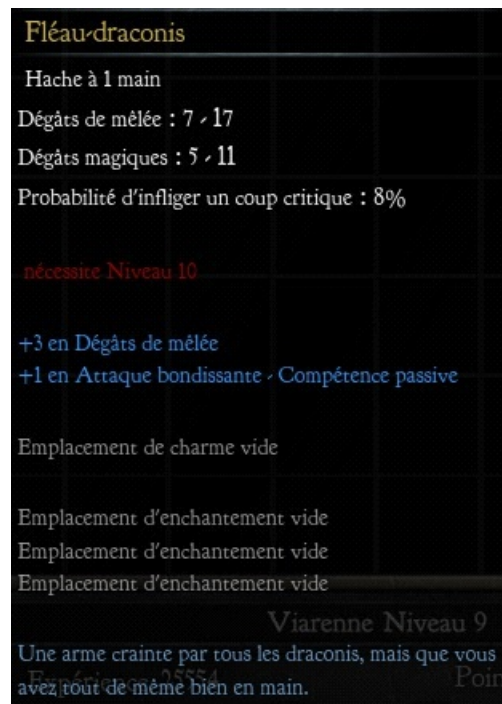 Fléau-draconis
Hache à 1 main
Dégâts de mêlée : 7 - 17
Dégâts magiques : 5 - 11
Probabilité d'infliger un coup critique : 8%
nécessite Niveau 10
+3 en Dégâts de mêlée
+1 en Attaque bondissante - Compétence passive
Emplacement de charme vide
Emplacement d'enchantement vide
Emplacement d'enchantement vide
Emplacement d'enchantement vide
Viarenne Niveau 9
Une arme crainte par tous les draconis, mais que vous
Expérience 25554 Poin
avez tout de même bien en main.